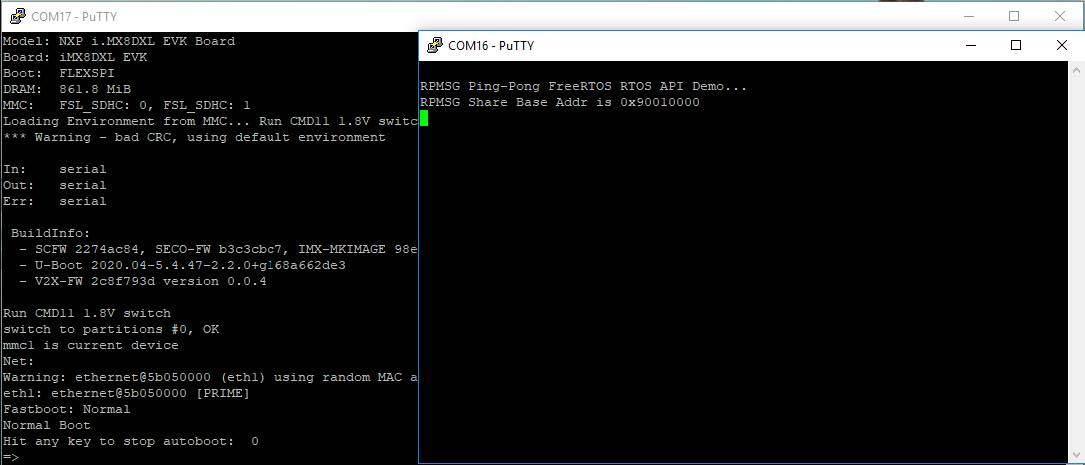 COM17 - PuTTY
Model: NXP i.MX8DXL EVK Board
Board: iMX8DXL EVK
Boot:  FLEXSPI
DRAM:  861.8 MiB
MMC:   FSL_SDHC: 0, FSL_SDHC: 1
Loading Environment from MMC... Run CMD11 1.8V switc
*** Warning - bad CRC, using default environment
In:    serial
Out:   serial
Err:   serial
BuildInfo:
- SCFW 2274ac84, SECO-FW b3c3cbc7, IMX-MKIMAGE 98e
- U-Boot 2020.04-5.4.47-2.2.0+g168a662de3
- V2X-FW 2c8f793d version 0.0.4
Run CMD11 1.8V switch
switch to partitions #0, OK
mmc1 is current device
Net:
Warning: ethernet@5b050000 (eth1) using random MAC a
eth1: ethernet@5b050000 [PRIME]
Fastboot: Normal
Normal Boot
Hit any key to stop autoboot:  0
=>
COM16 - PuTTY
RPMSG Ping-Pong FreeRTOS RTOS API Demo...
RPMSG Share Base Addr is 0x90010000